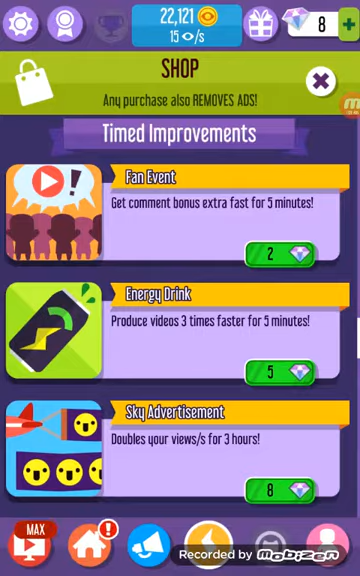 22,121
15 /s
8
+
SHOP
Any purchase also REMOVES ADS!
Timed Improvements
Fan Event
Get comment bonus extra fast for 5 minutes!
2
Energy Drink
Produce videos 3 times faster for 5 minutes!
5
Sky Advertisement
Doubles your views/s for 3 hours!
8
MAX
!
Recorded by mobizen